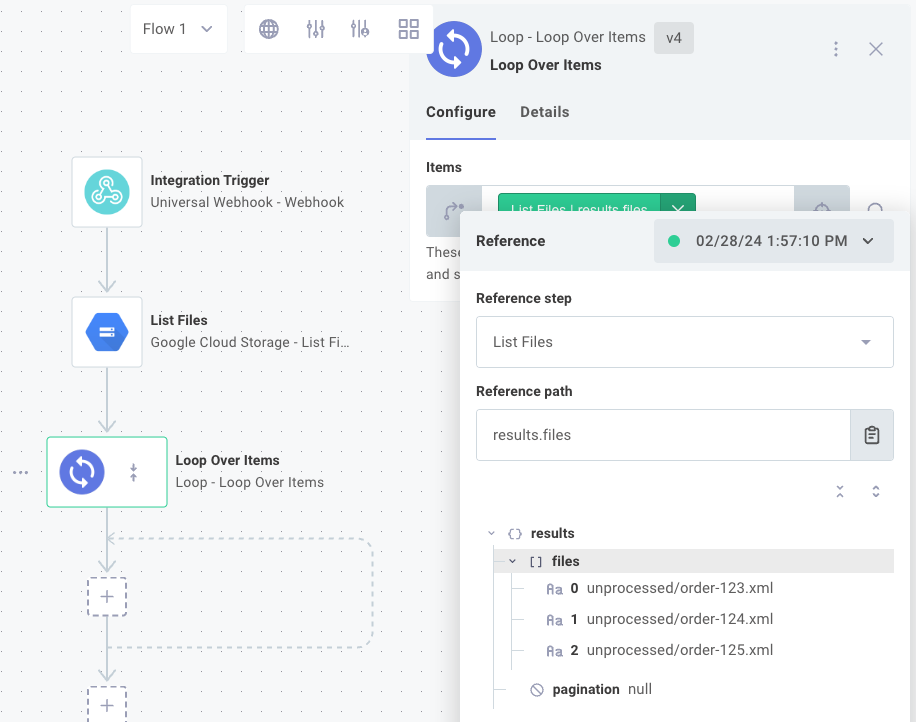 Flow 1
Loop - Loop Over Items v4
Loop Over Items
Configure Details
Items
List Files | results.files
These
and s
Integration Trigger
Universal Webhook - Webhook
List Files
Google Cloud Storage - List Fi...
Loop Over Items
Loop - Loop Over Items
Reference
02/28/24 1:57:10 PM
Reference step
List Files
Reference path
results.files
{} results
[] files
Aa 0 unprocessed/order-123.xml
Aa 1 unprocessed/order-124.xml
Aa 2 unprocessed/order-125.xml
pagination null